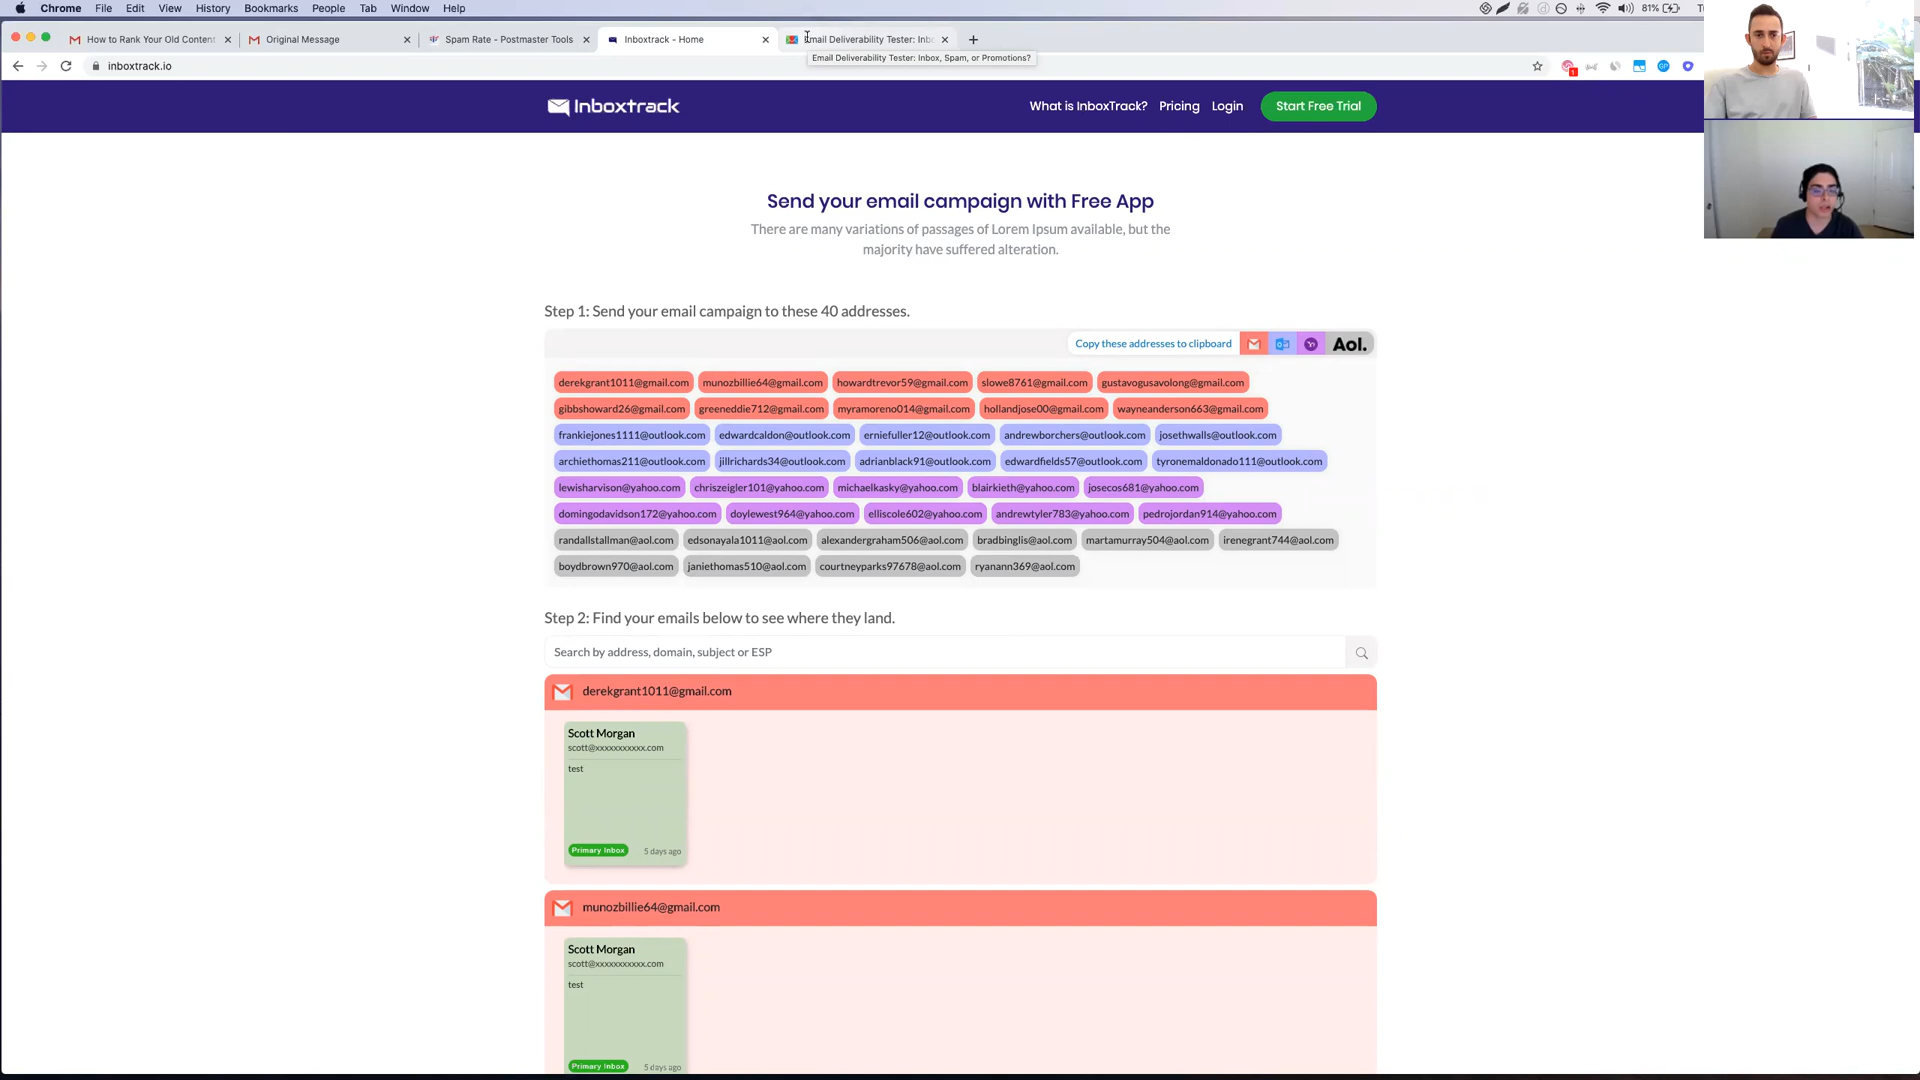 Chrome File Edit View History Bookmarks People Tab Window Help
81%
How to Rank Your Old Content
Original Message
Spam Rate - Postmaster Tools
Inboxtrack - Home
Email Deliverability Tester: Inbo
inboxtrack.io
Email Deliverability Tester: Inbox, Spam, or Promotions?
Inboxtrack
What is InboxTrack? Pricing Login Start Free Trial
Send your email campaign with Free App
There are many variations of passages of Lorem Ipsum available, but the
majority have suffered alteration.
Step 1: Send your email campaign to these 40 addresses.
Copy these addresses to clipboard Aol.
derekgrant1011@gmail.com munozbillie64@gmail.com howardtrevor59@gmail.com slowe8761@gmail.com gustavogusavolong@gmail.com
gibbshoward26@gmail.com greeneddie712@gmail.com myramoreno014@gmail.com hollandjose00@gmail.com wayneanderson663@gmail.com
frankiejones1111@outlook.com edwardcaldon@outlook.com erniefuller12@outlook.com andrewborchers@outlook.com josethwalls@outlook.com
archiethomas211@outlook.com jillrichards34@outlook.com adrianblack91@outlook.com edwardfields57@outlook.com tyronemaldonado111@outlook.com
lewisharvison@yahoo.com chriszeigler101@yahoo.com michaelkasky@yahoo.com blairkieth@yahoo.com josecos681@yahoo.com
domingodavidson172@yahoo.com doylewest964@yahoo.com elliscole602@yahoo.com andrewtyler783@yahoo.com pedrojordan914@yahoo.com
randallstallman@aol.com edsonayala1011@aol.com alexandergraham506@aol.com bradbinglis@aol.com martamurray504@aol.com irenegrant744@aol.com
boydbrown970@aol.com janiethomas510@aol.com courtneyparks97678@aol.com ryanann369@aol.com
Step 2: Find your emails below to see where they land.
Search by address, domain, subject or ESP
derekgrant1011@gmail.com
Scott Morgan
scott@xxxxxxxxxxx.com
test
Primary Inbox 5 days ago
munozbillie64@gmail.com
Scott Morgan
scott@xxxxxxxxxxx.com
test
Primary Inbox 5 days ago